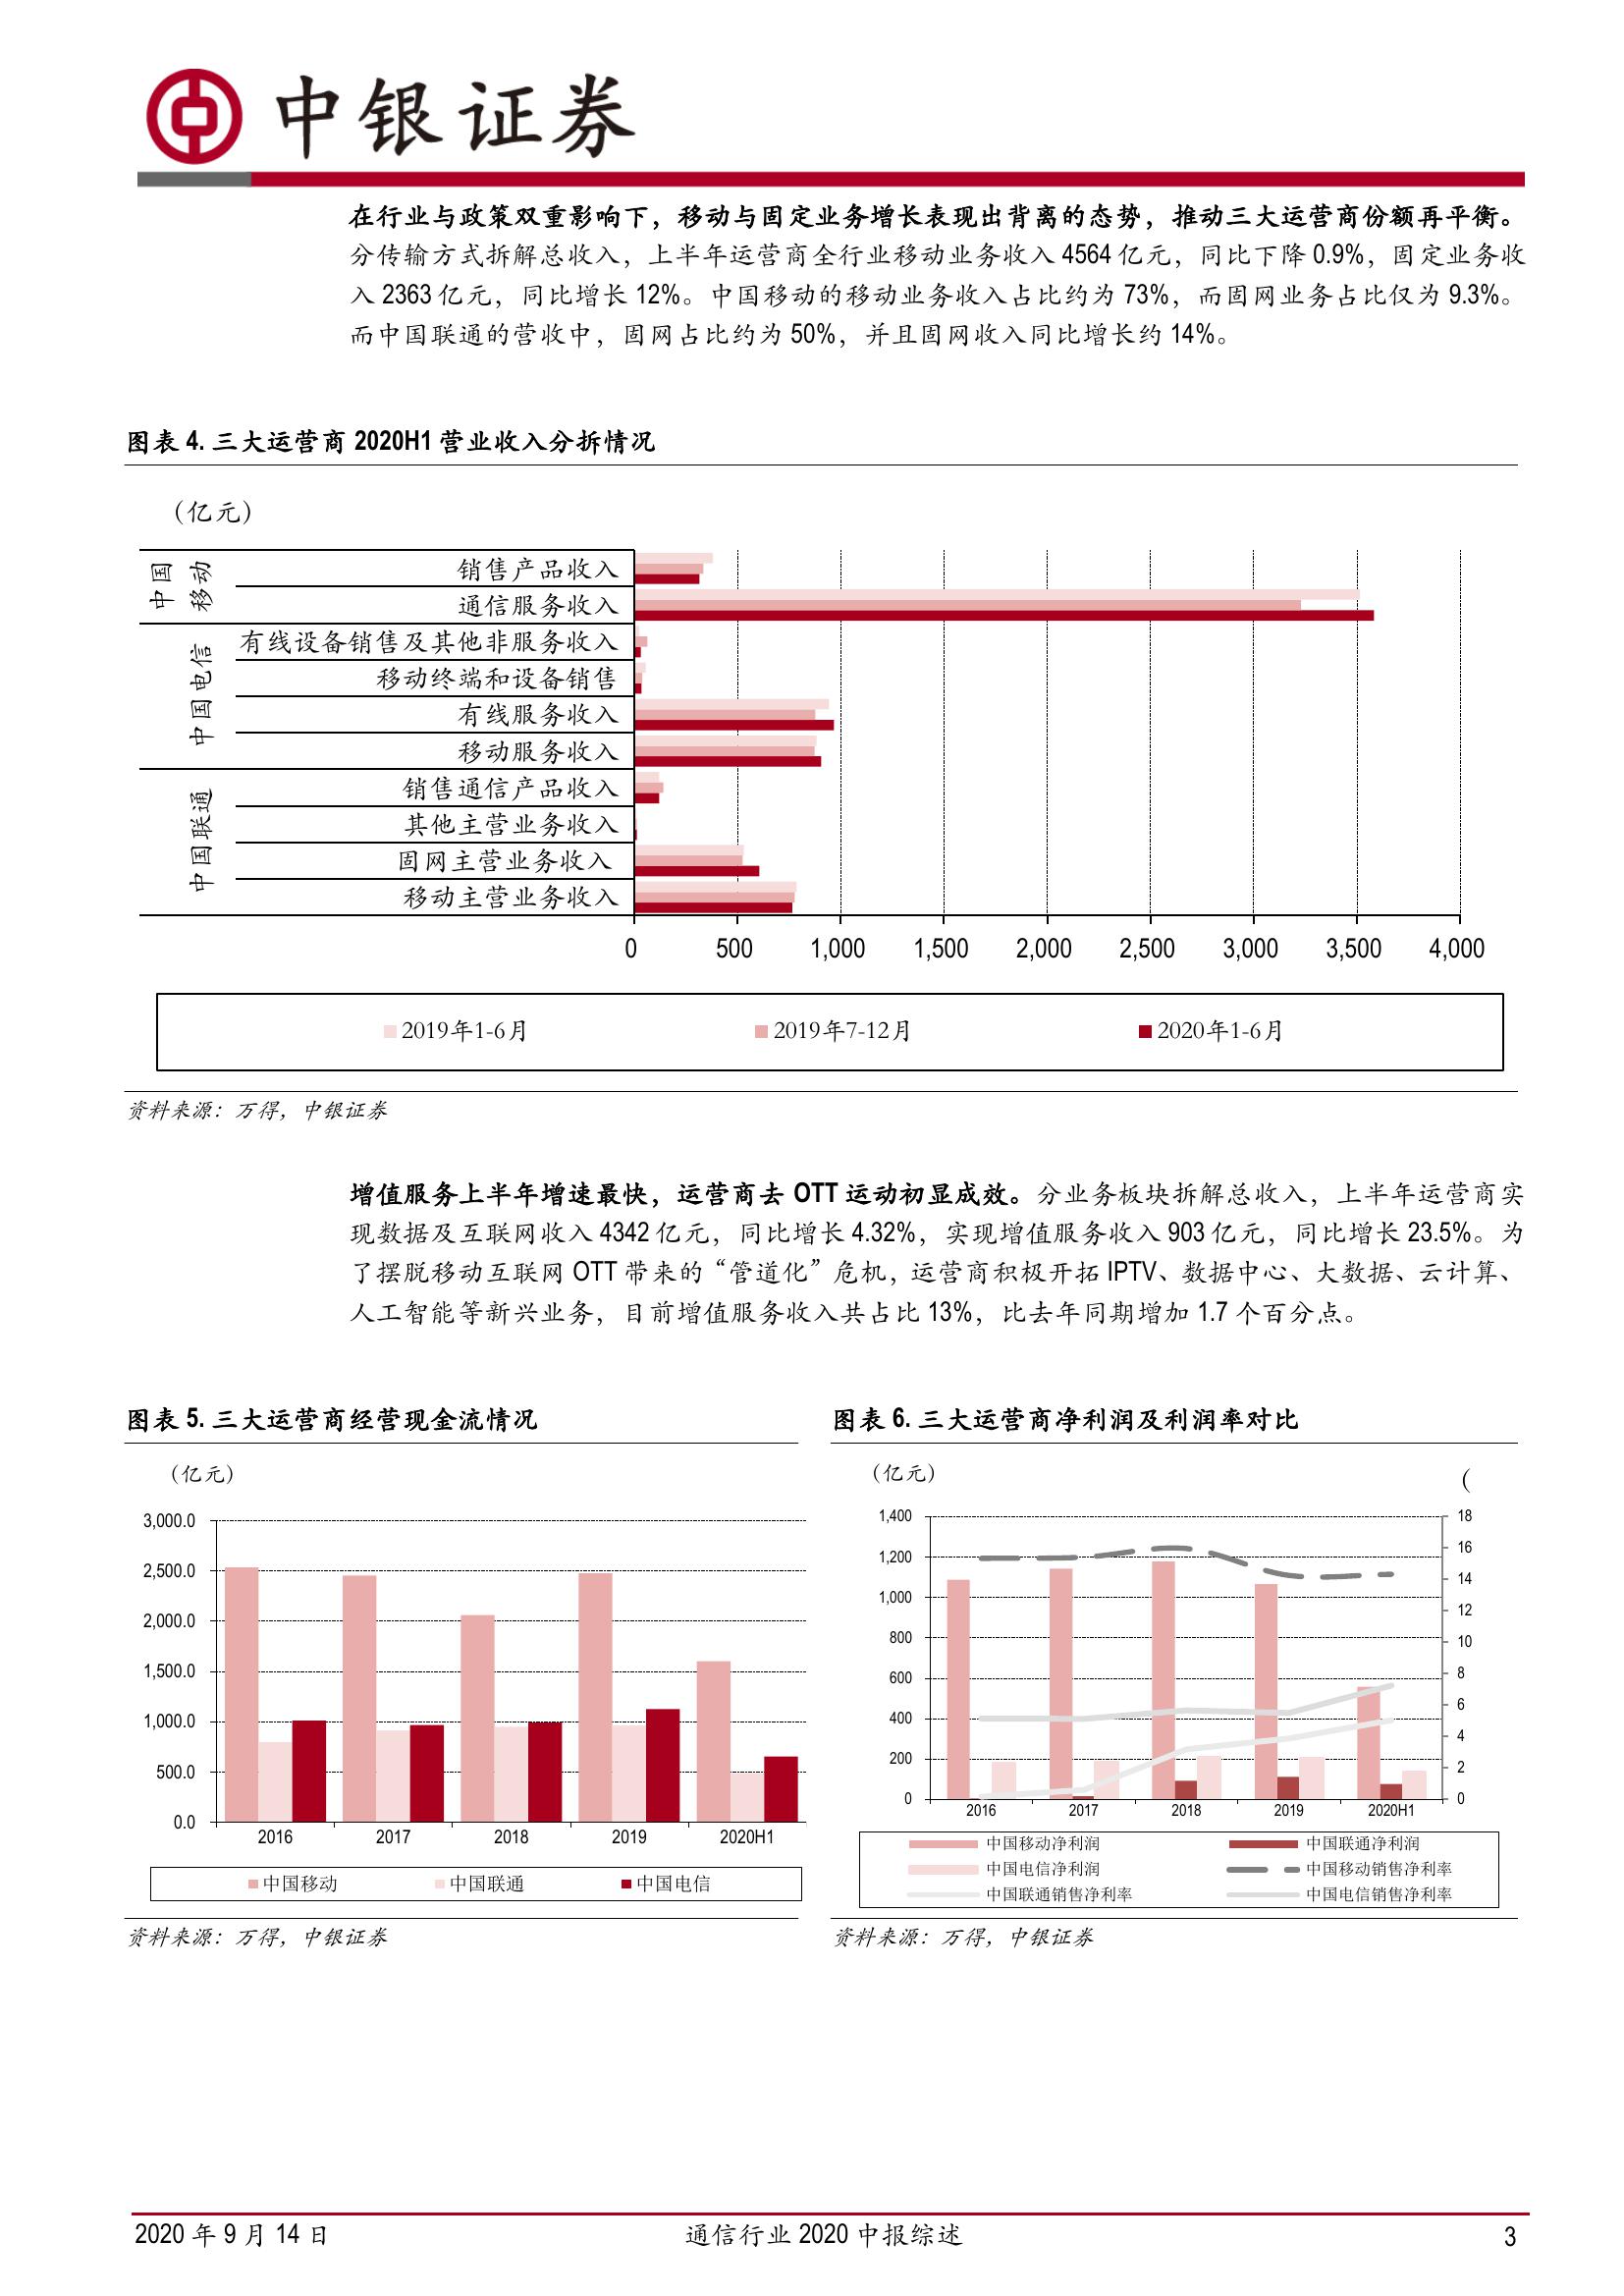 中银证券
在行业与政策双重影响下，移动与固定业务增长表现出背离的态势，推动三大运营商份额再平衡。
分传输方式拆解总收入，上半年运营商全行业移动业务收入 4564 亿元，同比下降 0.9%，固定业务收
入 2363 亿元，同比增长 12%。中国移动的移动业务收入占比约为 73%，而固网业务占比仅为 9.3%。
而中国联通的营收中，固网占比约为 50%，并且固网收入同比增长约 14%。
图表 4. 三大运营商 2020H1 营业收入分拆情况
（亿元）
中国移动
销售产品收入
通信服务收入
中国电信
有线设备销售及其他非服务收入
移动终端和设备销售
有线服务收入
移动服务收入
中国联通
销售通信产品收入
其他主营业务收入
固网主营业务收入
移动主营业务收入
0 500 1,000 1,500 2,000 2,500 3,000 3,500 4,000
2019年1-6月 2019年7-12月 2020年1-6月
资料来源：万得，中银证券
增值服务上半年增速最快，运营商去 OTT 运动初显成效。分业务板块拆解总收入，上半年运营商实
现数据及互联网收入 4342 亿元，同比增长 4.32%，实现增值服务收入 903 亿元，同比增长 23.5%。为
了摆脱移动互联网 OTT 带来的“管道化”危机，运营商积极开拓 IPTV、数据中心、大数据、云计算、
人工智能等新兴业务，目前增值服务收入共占比 13%，比去年同期增加 1.7 个百分点。
图表 5. 三大运营商经营现金流情况
（亿元）
3,000.0
2,500.0
2,000.0
1,500.0
1,000.0
500.0
0.0
2016 2017 2018 2019 2020H1
中国移动 中国联通 中国电信
资料来源：万得，中银证券
图表 6. 三大运营商净利润及利润率对比
（亿元） （
1,400 18
1,200 16
1,000 14
800 12
600 10
400 8
200 6
0 4
2
0
2016 2017 2018 2019 2020H1
中国移动净利润 中国联通净利润
中国电信净利润 中国移动销售净利率
中国联通销售净利率 中国电信销售净利率
资料来源：万得，中银证券
2020 年 9 月 14 日 通信行业 2020 中报综述 3